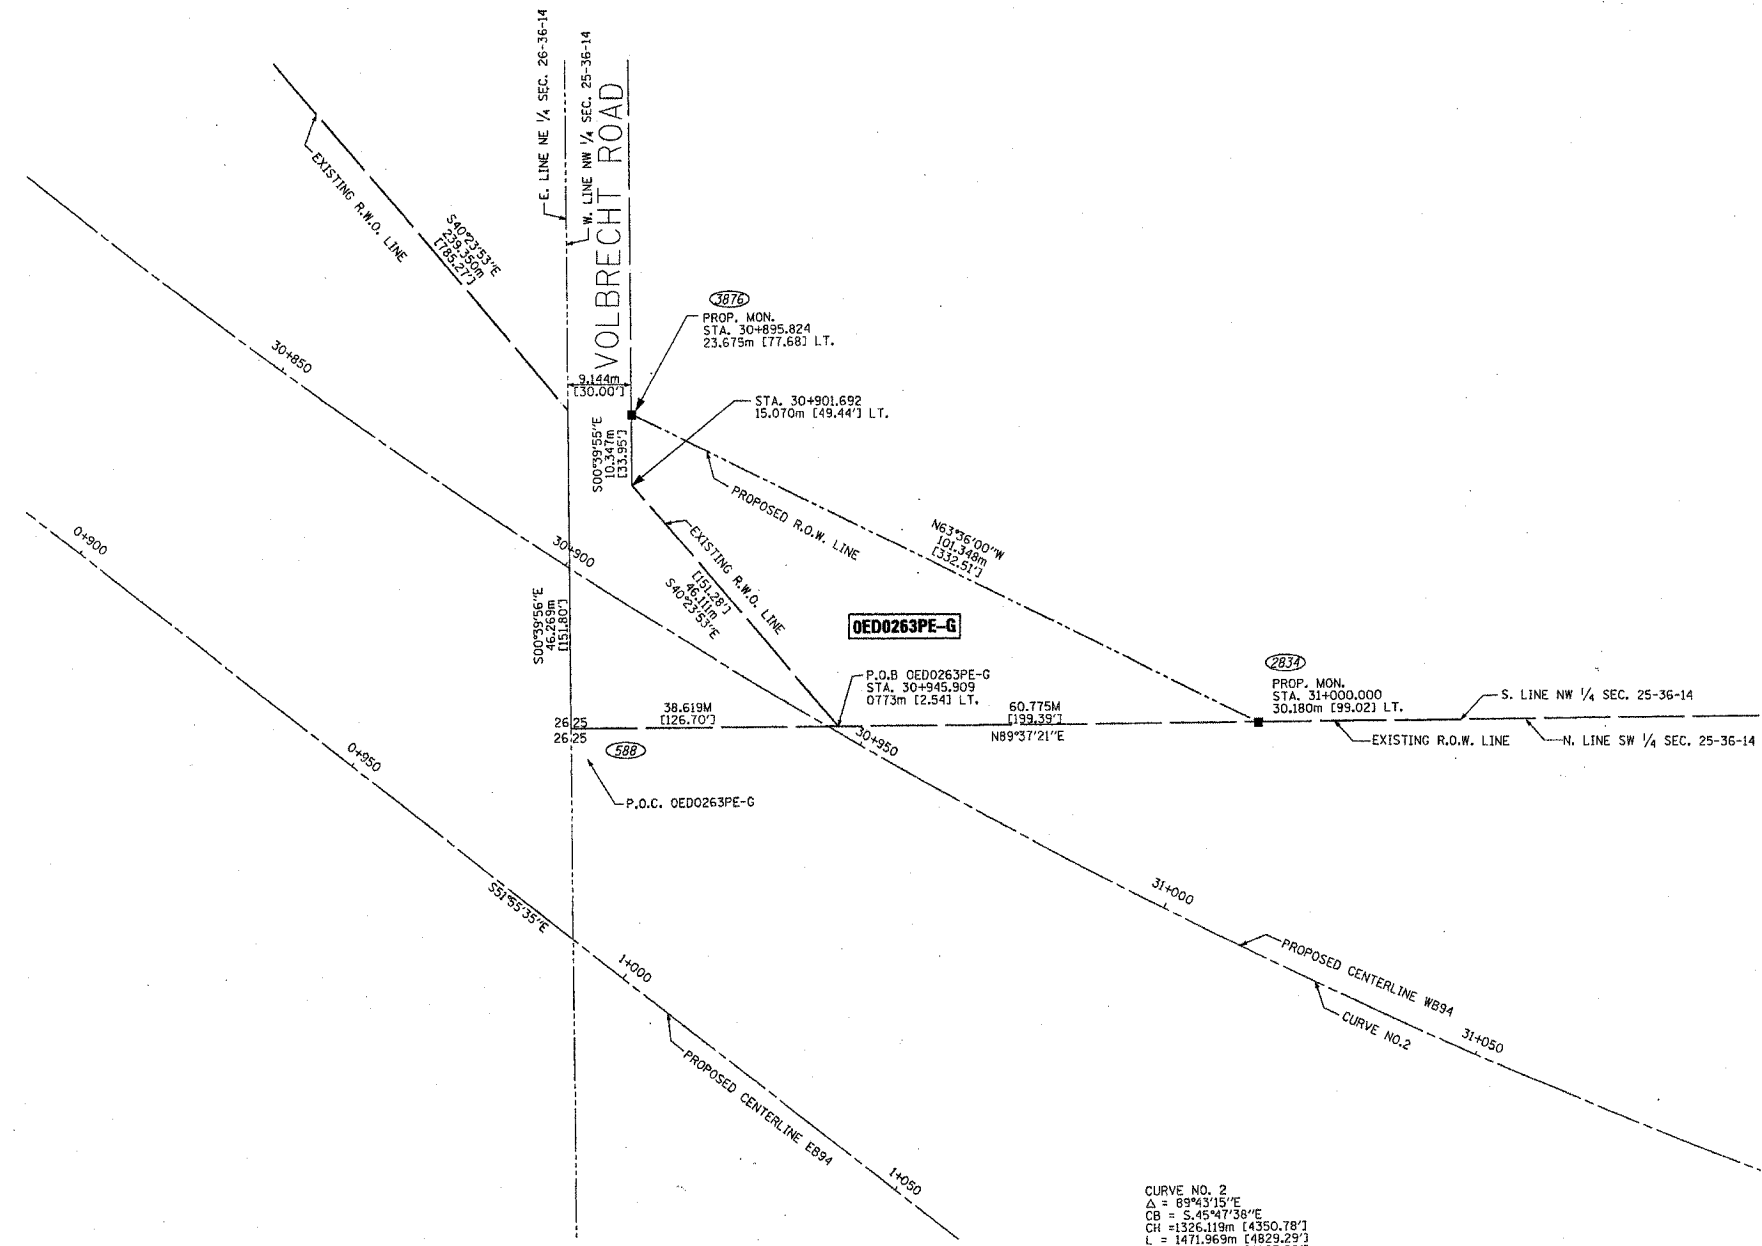 E. LINE NE 1/4 SEC. 26-36-14
W. LINE NW 1/4 SEC. 25-36-14
VOLBRECHT ROAD
EXISTING R.W.O. LINE
S40°23'53"E
239.350m
[785.27']
3876
PROP. MON.
STA. 30+895.824
23.675m [77.68] LT.
30+850
9.144m
[30.00']
STA. 30+901.692
15.070m [49.44'] LT.
S00°39'55"E
10.347m
[33.95']
PROPOSED R.O.W. LINE
N63°36'00"W
101.348m
[332.51']
0+900
30+900
EXISTING R.W.O. LINE
[151.28']
46.111m
S40°23'53"E
S00°39'56"E
46.269m
[151.80']
0ED0263PE-G
P.O.B 0ED0263PE-G
STA. 30+945.909
0773m [2.54] LT.
2834
PROP. MON.
STA. 31+000.000
30.180m [99.02] LT.
S. LINE NW 1/4 SEC. 25-36-14
38.619M
[126.70']
60.775M
[199.39']
N89°37'21"E
26 25
26 25
588
30+950
EXISTING R.O.W. LINE
N. LINE SW 1/4 SEC. 25-36-14
0+950
P.O.C. 0ED0263PE-G
S51°55'35"E
31+000
1+000
PROPOSED CENTERLINE WB94
CURVE NO.2
31+050
PROPOSED CENTERLINE EB94
1+050
CURVE NO. 2
Δ = 89°43'15"E
CB = S.45°47'38"E
CH =1326.119m [4350.78']
L = 1471.969m [4829.29']